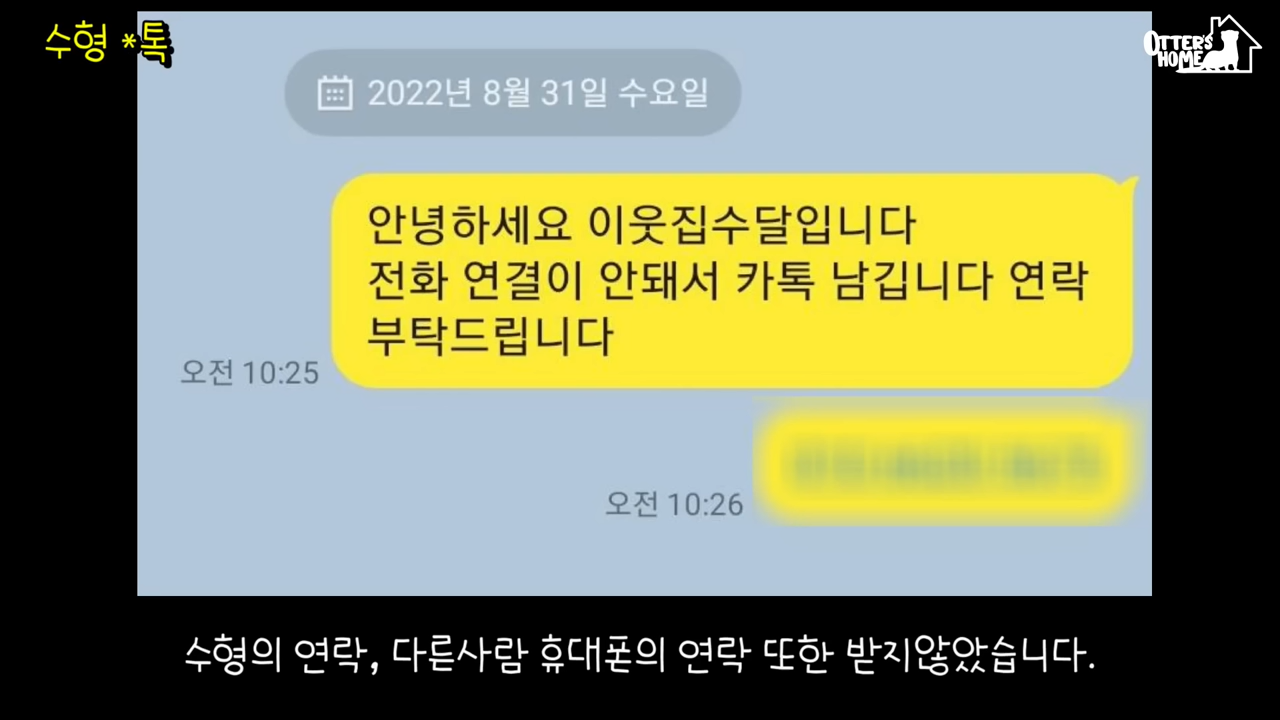 수형 *톡
OTTER'S
HOME
2022년 8월 31일 수요일
안녕하세요 이웃집수달입니다
전화 연결이 안돼서 카톡 남깁니다 연락
부탁드립니다
오전 10:25
오전 10:26
수형의 연락, 다른사람 휴대폰의 연락 또한 받지않았습니다.